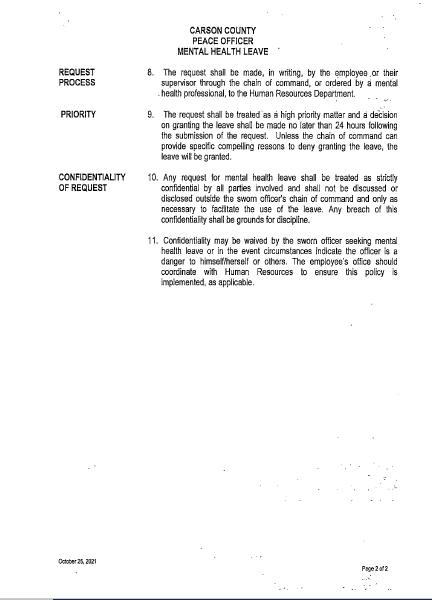 CARSON COUNTY
PEACE OFFICER
MENTAL HEALTH LEAVE
REQUEST
PROCESS
8. The request shall be made, in writing, by the employee or their
supervisor through the chain of command, or ordered by a mental
health professional, to the Human Resources Department.
PRIORITY
9. The request shall be treated as a high priority matter and a decision
on granting the leave shall be made no later than 24 hours following
the submission of the request. Unless the chain of command can
provide specific compelling reasons to deny granting the leave, the
leave will be granted.
CONFIDENTIALITY
OF REQUEST
10. Any request for mental health leave shall be treated as strictly
confidential by all parties involved and shall not be discussed or
disclosed outside the sworn officer's chain of command and only as
necessary to facilitate the use of the leave. Any breach of this
confidentiality shall be grounds for discipline.
11. Confidentiality may be waived by the sworn officer seeking mental
health leave or in the event circumstances indicate the officer is a
danger to himself/herself or others. The employee's office should
coordinate with Human Resources to ensure this policy is
implemented, as applicable.
October 25, 2021
Page 2 of 2